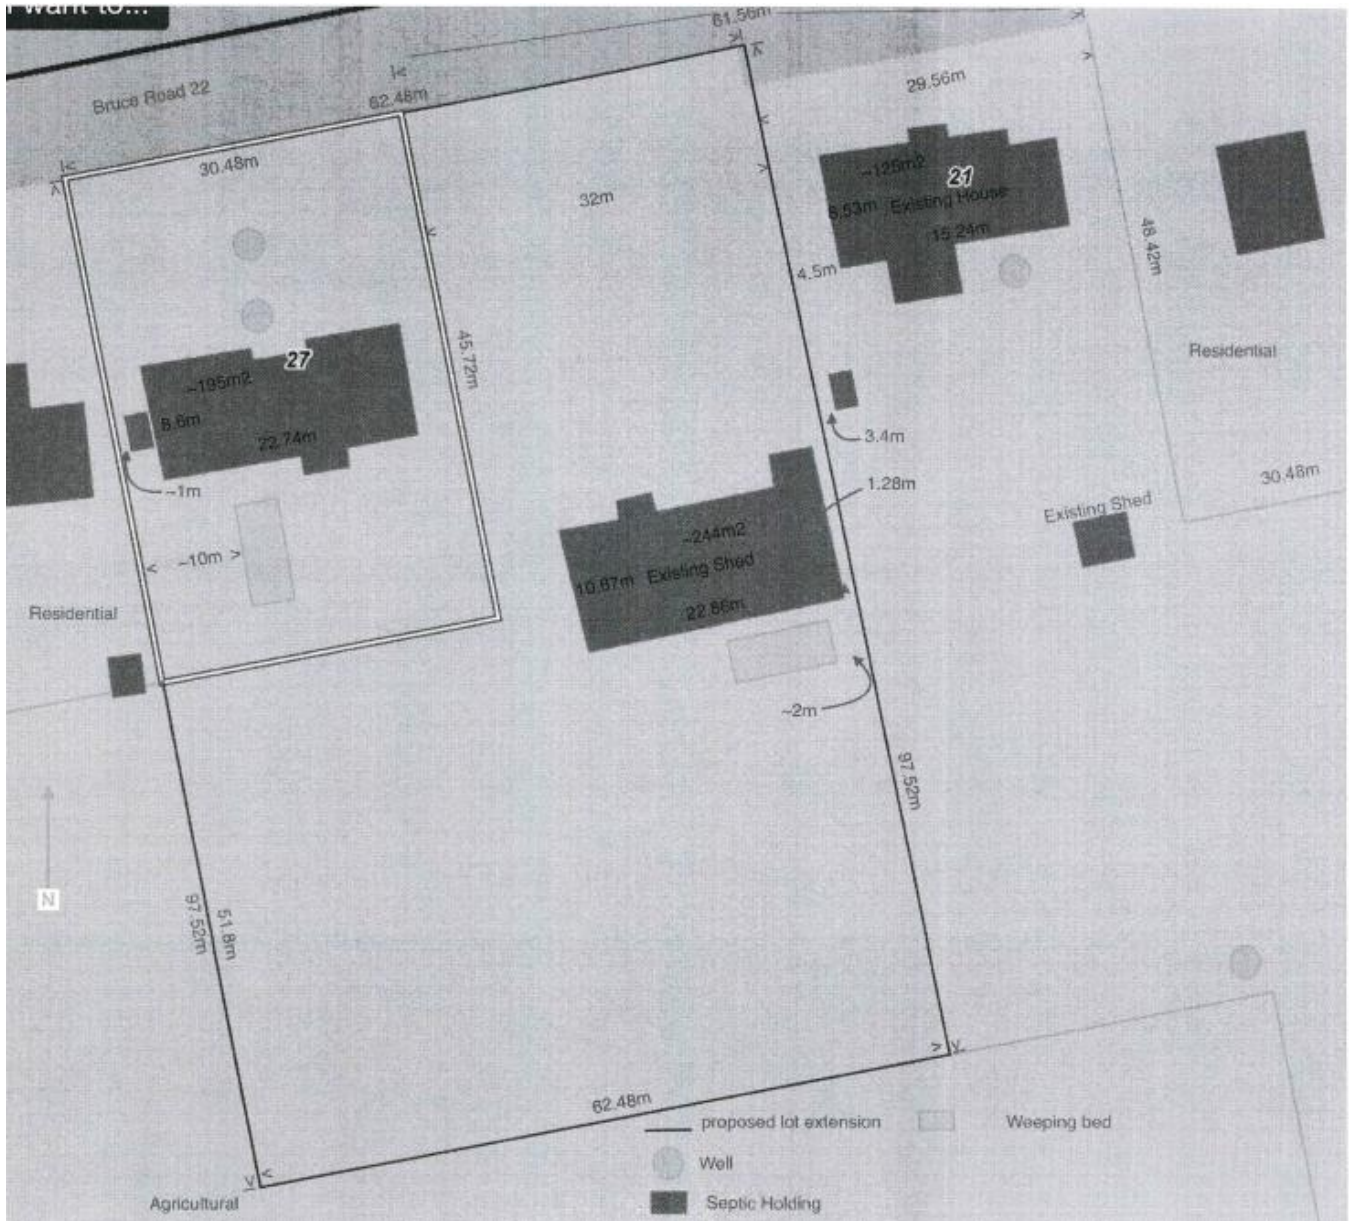 I want to...
61.56m
Bruce Road 22
62.48m
29.56m
30.48m
32m
~125m2
21
8.53m Existing House
15.24m
48.42m
4.5m
Residential
45.72m
27
~195m2
8.6m
22.74m
3.4m
~1m
1.28m
30.48m
Existing Shed
~244m2
~10m
10.67m Existing Shed
22.86m
Residential
~2m
97.52m
N
97.52m
51.8m
62.48m
proposed lot extension
Weeping bed
Well
Agricultural
Septic Holding